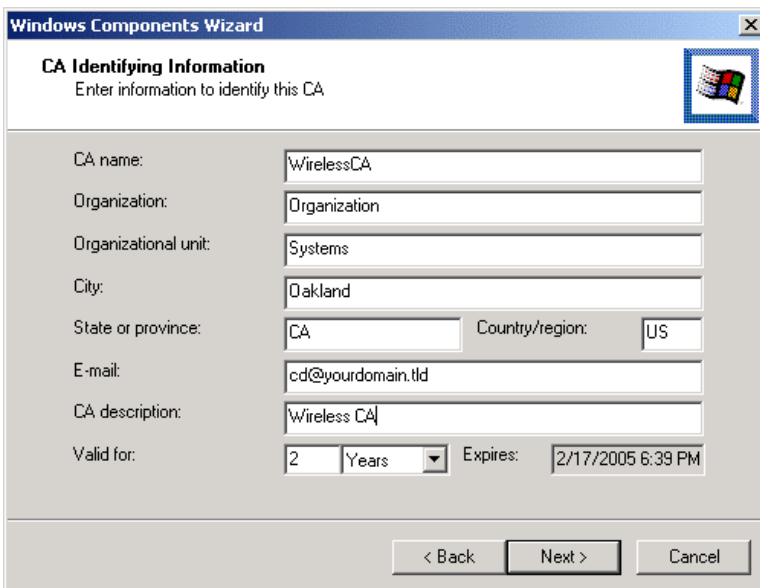 Windows Components Wizard
CA Identifying Information
Enter information to identify this CA
CA name: WirelessCA
Organization: Organization
Organizational unit: Systems
City: Oakland
State or province: CA Country/region: US
E-mail: cd@yourdomain.tld
CA description: Wireless CA
Valid for: 2 Years Expires: 2/17/2005 6:39 PM
< Back Next > Cancel